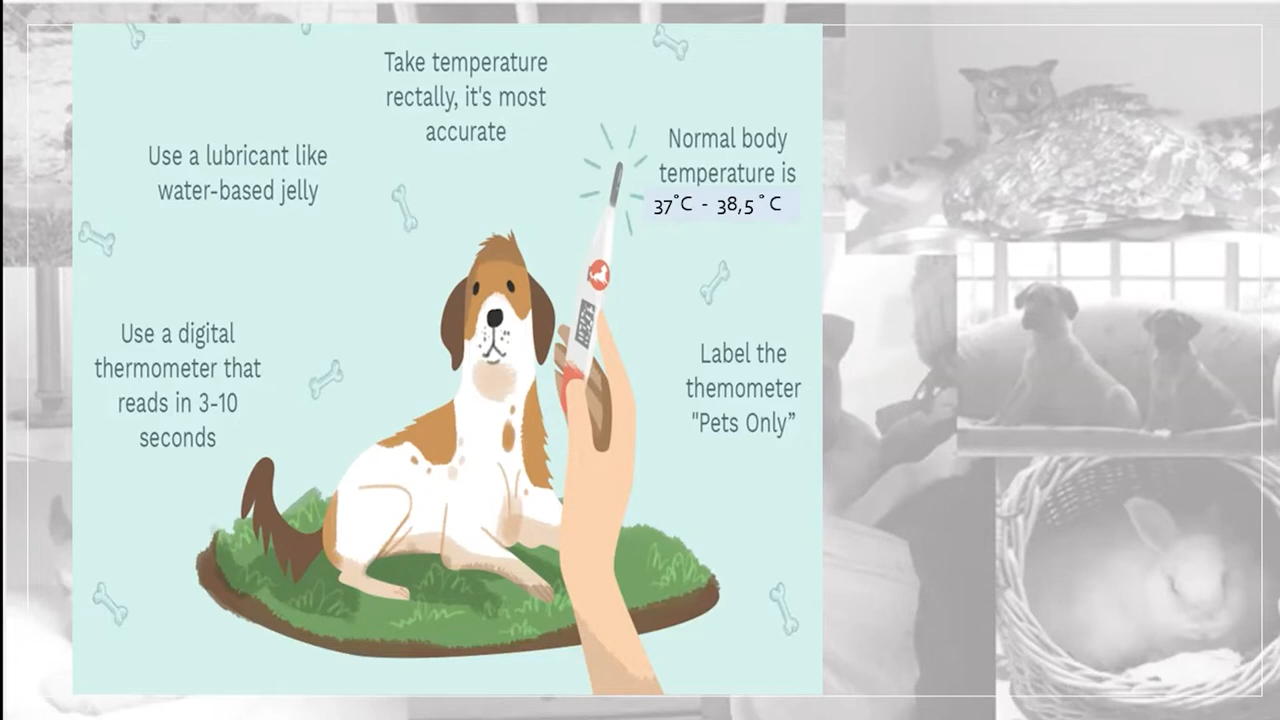 Take temperature
rectally, it's most
accurate
Use a lubricant like
water-based jelly
Normal body
temperature is
37°C - 38,5°C
Use a digital
thermometer that
reads in 3-10
seconds
Label the
themometer
"Pets Only”